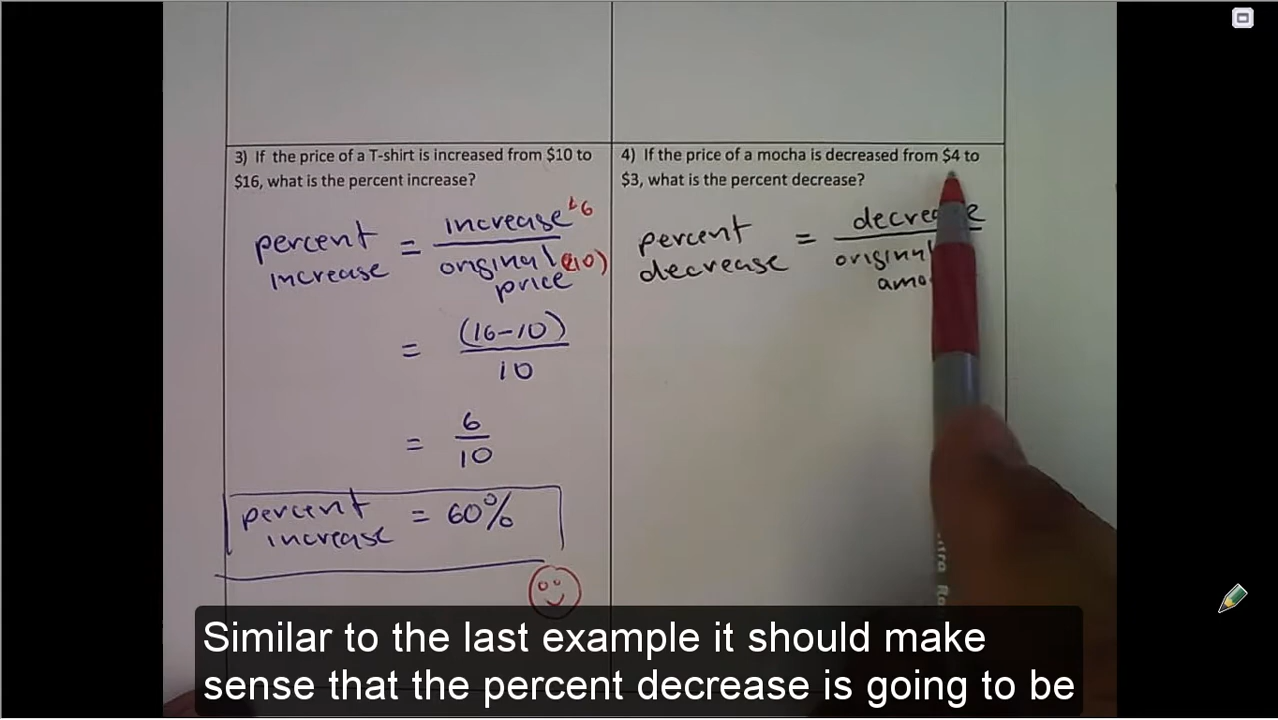 3) If the price of a T-shirt is increased from $10 to
$16, what is the percent increase?
percent
increase
=
increase
6
original (10)
price
=
(16-10)
10
=
6
10
percent
increase
= 60%
4) If the price of a mocha is decreased from $4 to
$3, what is the percent decrease?
percent
decrease
=
decrease
original
Similar to the last example it should make
sense that the percent decrease is going to be